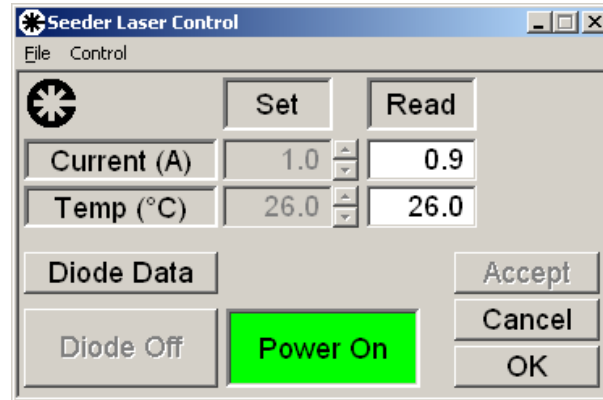 Seeder Laser Control
File Control
Set Read
Current (A) 1.0 0.9
Temp (°C) 26.0 26.0
Diode Data
Accept
Cancel
Diode Off Power On
OK